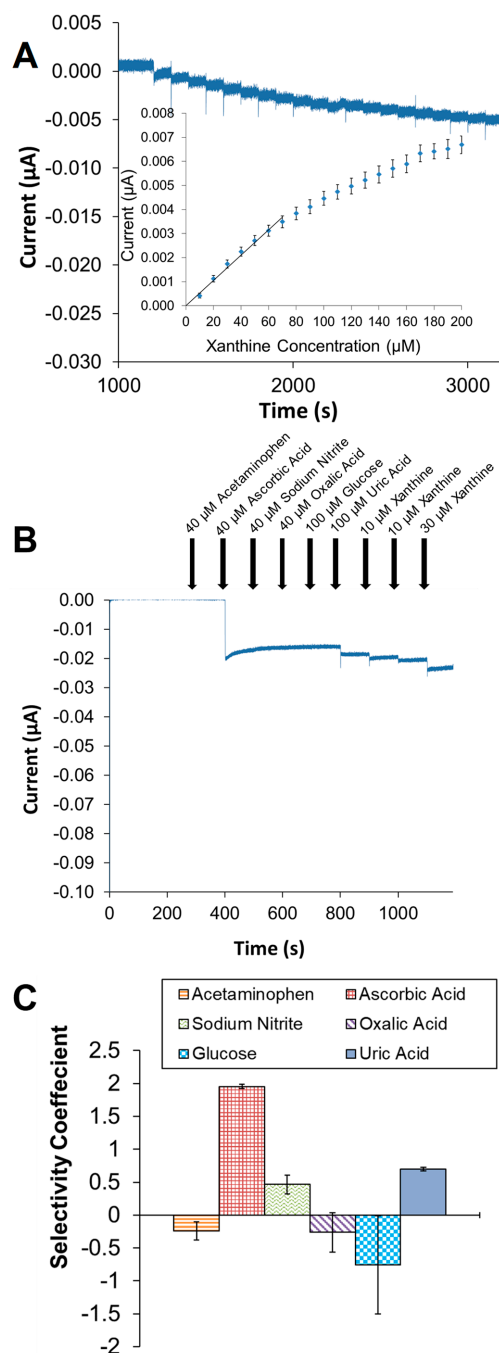 A
0.005
0.000
-0.005
-0.010
-0.015
-0.020
-0.025
-0.030
Current (µA)
1000
2000
3000
Time (s)
0.008
0.007
0.006
0.005
0.004
0.003
0.002
0.001
0.000
Current (µA)
0 20 40 60 80 100 120 140 160 180 200
Xanthine Concentration (µM)
B
40 µM Acetaminophen
40 µM Ascorbic Acid
40 µM Sodium Nitrite
40 µM Oxalic Acid
100 µM Glucose
100 µM Uric Acid
10 µM Xanthine
10 µM Xanthine
30 µM Xanthine
0.00
-0.01
-0.02
-0.03
-0.04
-0.05
-0.06
-0.07
-0.08
-0.09
-0.10
Current (µA)
0 200 400 600 800 1000
Time (s)
C
Acetaminophen
Ascorbic Acid
Sodium Nitrite
Oxalic Acid
Glucose
Uric Acid
2.5
2
1.5
1
0.5
0
-0.5
-1
-1.5
-2
Selectivity Coeffecient